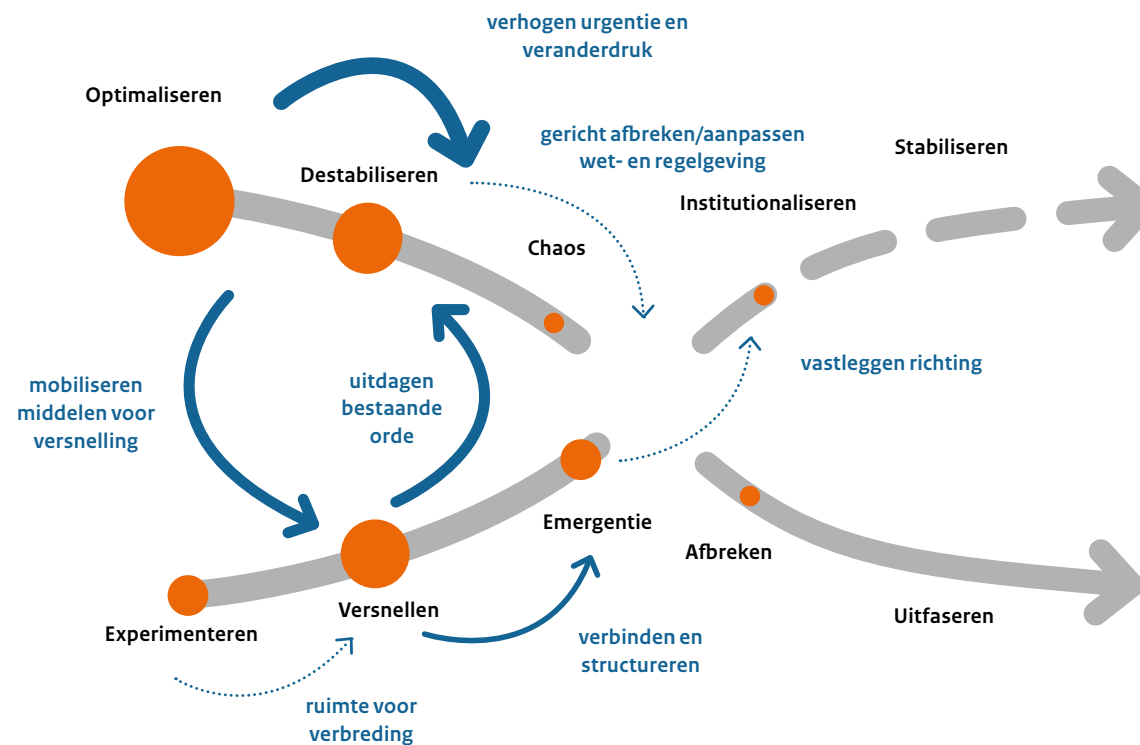 verhogen urgentie en
veranderdruk
Optimaliseren
gericht afbreken/aanpassen
wet- en regelgeving
Stabiliseren
Destabiliseren
Institutionaliseren
Chaos
vastleggen richting
mobiliseren
middelen voor
versnelling
uitdagen
bestaande
orde
Emergentie
Afbreken
Versnellen
Uitfaseren
Experimenteren
verbinden en
structureren
ruimte voor
verbreding